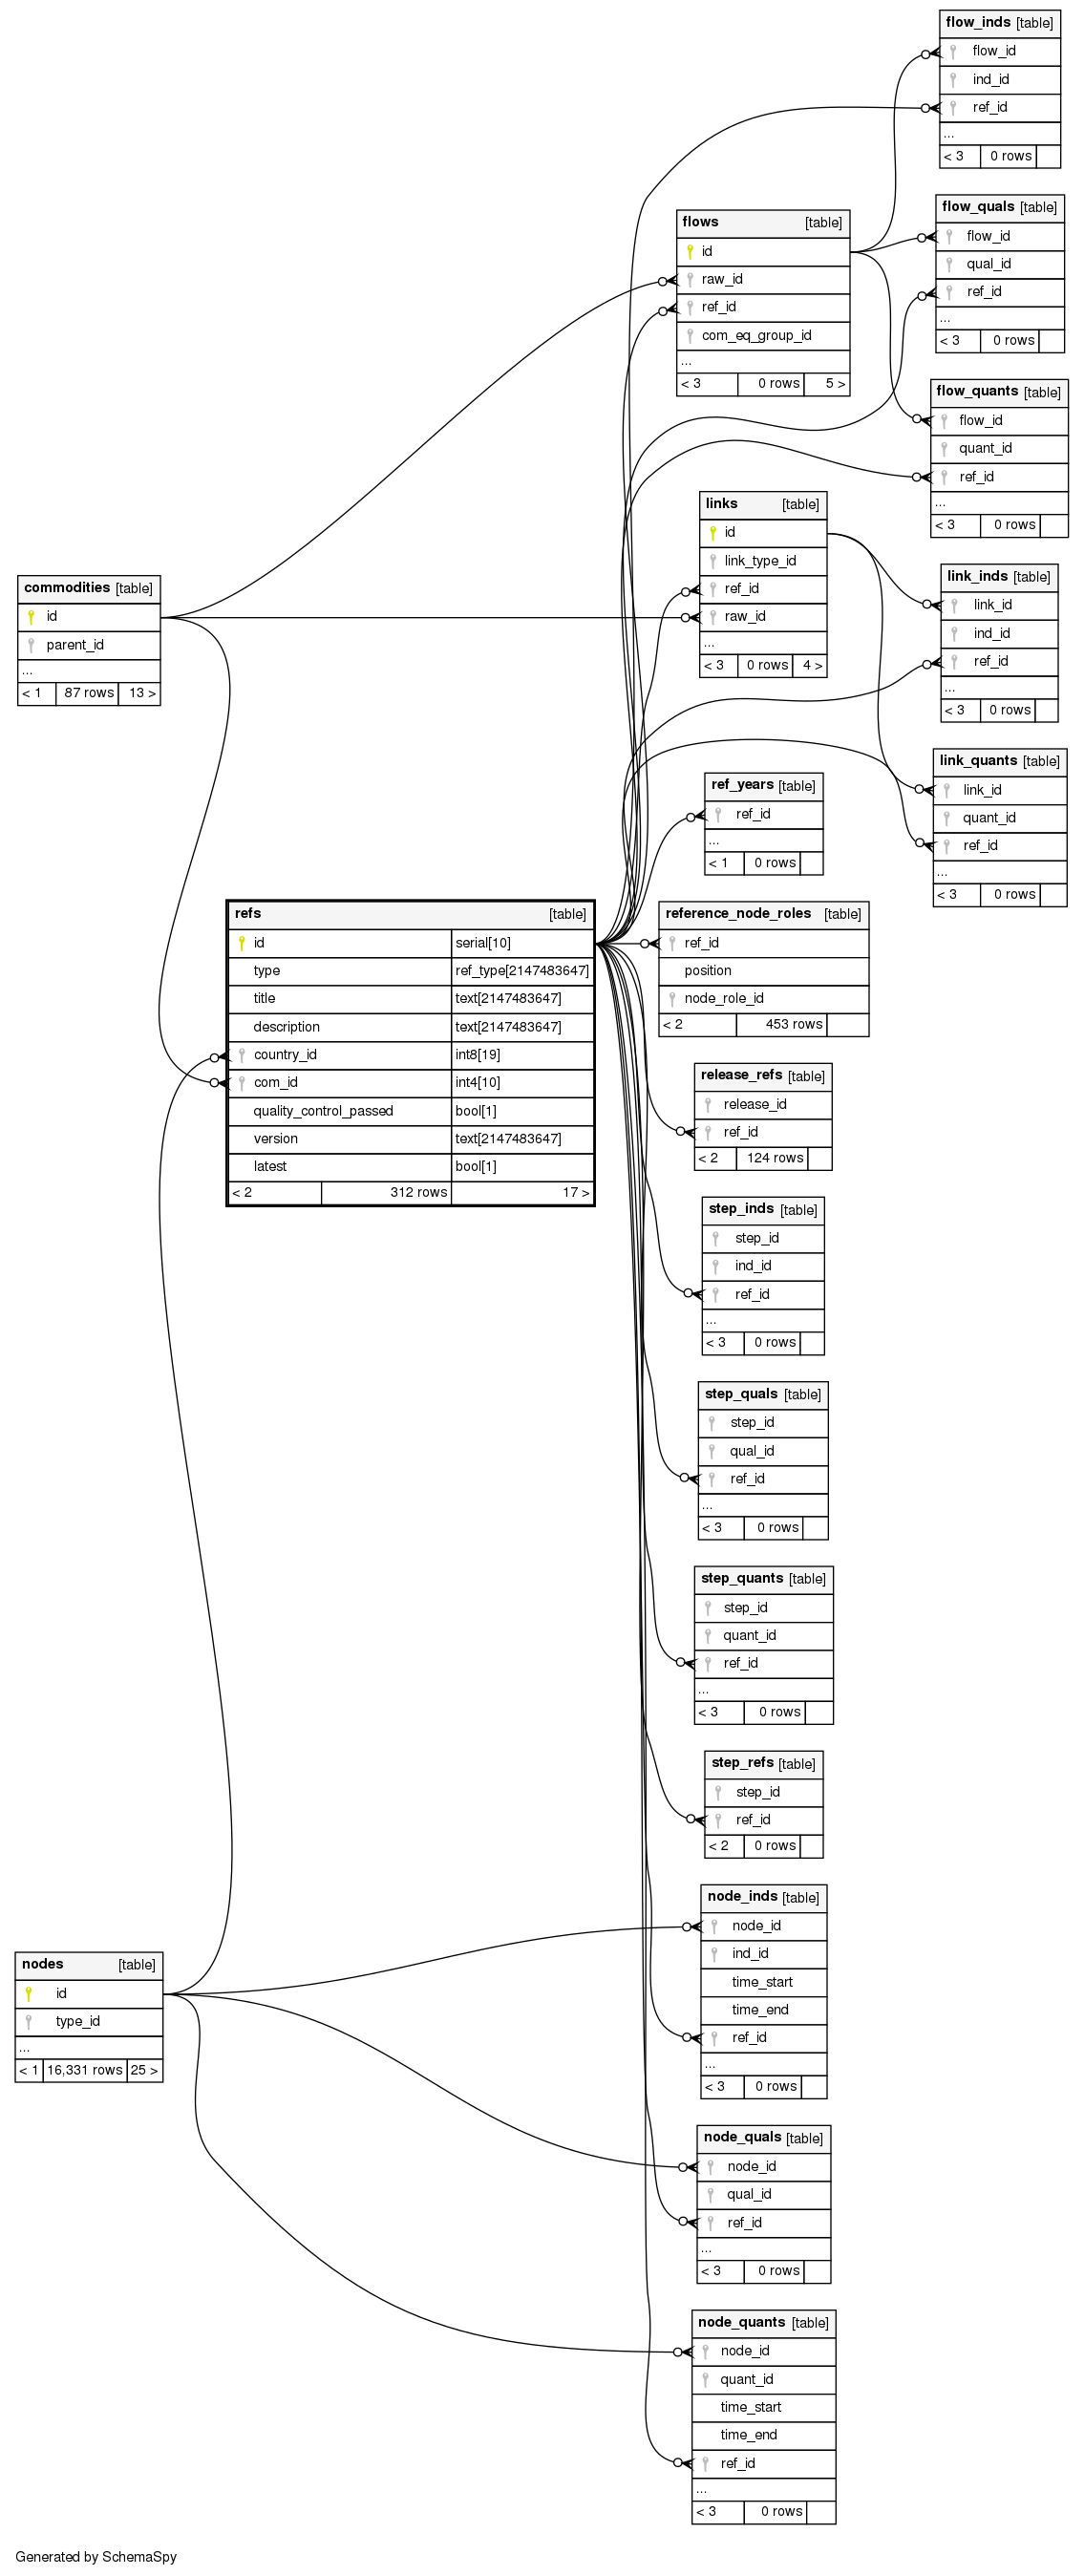 flow_inds [table]
flow_id
ind_id
ref_id
...
< 3 0 rows
flow_quals [table]
flow_id
qual_id
ref_id
...
< 3 0 rows
flows [table]
id
raw_id
ref_id
com_eq_group_id
...
< 3 0 rows 5 >
flow_quants [table]
flow_id
quant_id
ref_id
...
< 3 0 rows
links [table]
id
link_type_id
ref_id
raw_id
...
< 3 0 rows 4 >
link_inds [table]
link_id
ind_id
ref_id
...
< 3 0 rows
commodities [table]
id
parent_id
...
< 1 87 rows 13 >
link_quants [table]
link_id
quant_id
ref_id
...
< 3 0 rows
ref_years [table]
ref_id
...
< 1 0 rows
refs [table]
id serial[10]
type ref_type[2147483647]
title text[2147483647]
description text[2147483647]
country_id int8[19]
com_id int4[10]
quality_control_passed bool[1]
version text[2147483647]
latest bool[1]
< 2 312 rows 17 >
reference_node_roles [table]
ref_id
position
node_role_id
< 2 453 rows
release_refs [table]
release_id
ref_id
< 2 124 rows
step_inds [table]
step_id
ind_id
ref_id
...
< 3 0 rows
step_quals [table]
step_id
qual_id
ref_id
...
< 3 0 rows
step_quants [table]
step_id
quant_id
ref_id
...
< 3 0 rows
step_refs [table]
step_id
ref_id
< 2 0 rows
node_inds [table]
node_id
ind_id
time_start
time_end
ref_id
...
< 3 0 rows
nodes [table]
id
type_id
...
< 1 16,331 rows 25 >
node_quals [table]
node_id
qual_id
ref_id
...
< 3 0 rows
node_quants [table]
node_id
quant_id
time_start
time_end
ref_id
...
< 3 0 rows
Generated by SchemaSpy